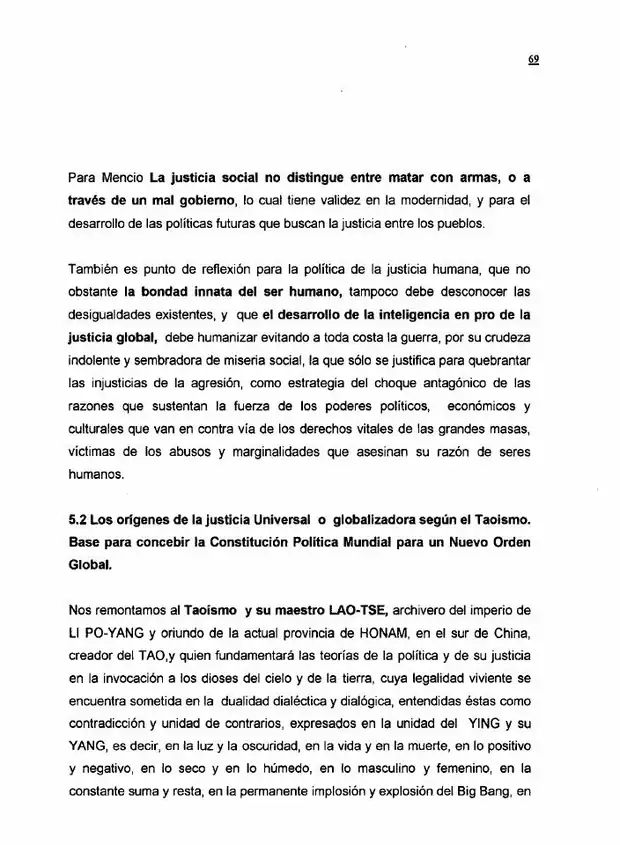 69
Para Mencio La justicia social no distingue entre matar con armas, o a
través de un mal gobierno, lo cual tiene validez en la modernidad, y para el
desarrollo de las políticas futuras que buscan la justicia entre los pueblos.
También es punto de reflexión para la política de la justicia humana, que no
obstante la bondad innata del ser humano, tampoco debe desconocer las
desigualdades existentes, y que el desarrollo de la inteligencia en pro de la
justicia global, debe humanizar evitando a toda costa la guerra, por su crudeza
indolente y sembradora de miseria social, la que sólo se justifica para quebrantar
las injusticias de la agresión, como estrategia del choque antagónico de las
razones que sustentan la fuerza de los poderes políticos, económicos y
culturales que van en contra vía de los derechos vitales de las grandes masas,
víctimas de los abusos y marginalidades que asesinan su razón de seres
humanos.
5.2 Los orígenes de la justicia Universal o globalizadora según el Taoismo.
Base para concebir la Constitución Política Mundial para un Nuevo Orden
Global.
Nos remontamos al Taoísmo y su maestro LAO-TSE, archivero del imperio de
LI PO-YANG y oriundo de la actual provincia de HONAM, en el sur de China,
creador del TAO,y quien fundamentará las teorías de la política y de su justicia
en la invocación a los dioses del cielo y de la tierra, cuya legalidad viviente se
encuentra sometida en la dualidad dialéctica y dialógica, entendidas éstas como
contradicción y unidad de contrarios, expresados en la unidad del YING y su
YANG, es decir, en la luz y la oscuridad, en la vida y en la muerte, en lo positivo
y negativo, en lo seco y en lo húmedo, en lo masculino y femenino, en la
constante suma y resta, en la permanente implosión y explosión del Big Bang, en